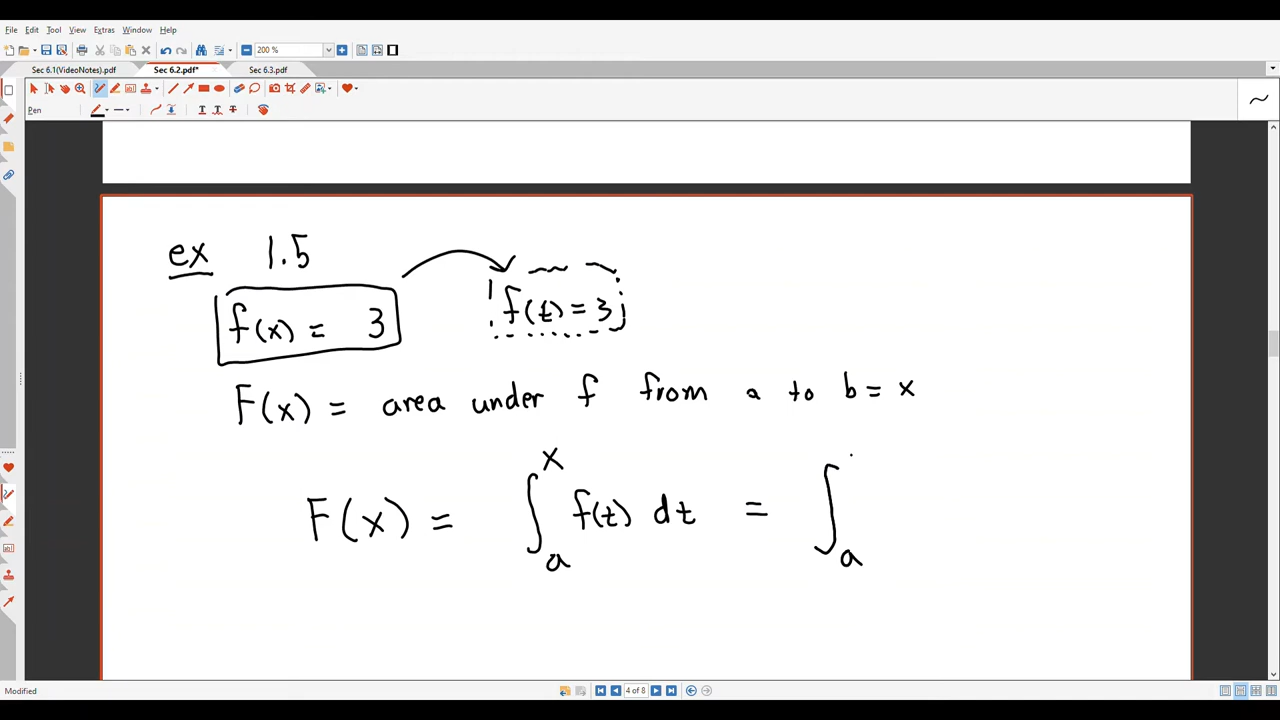 File Edit Tool View Extras Window Help
200 %
Sec 6.1(VideoNotes).pdf Sec 6.2.pdf* Sec 6.3.pdf
Pen
ex 1.5
f(x) = 3 f(t) = 3
F(x) = area under f from a to b = x
F(x) = ∫ₐˣ f(t) dt = ∫ₐ
Modified 4 of 8